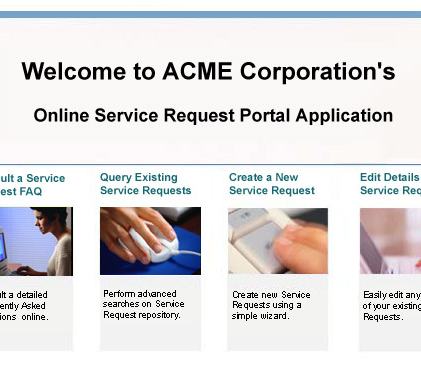 Welcome to ACME Corporation's
Online Service Request Portal Application
ult a Service
est FAQ
Query Existing
Service Requests
Create a New
Service Request
Edit Details
Service Req
lt a detailed
ently Asked
ions online.
Perform advanced
searches on Service
Request repository.
Create new Service
Requests using a
simple wizard.
Easily edit any
of your existing
Requests.